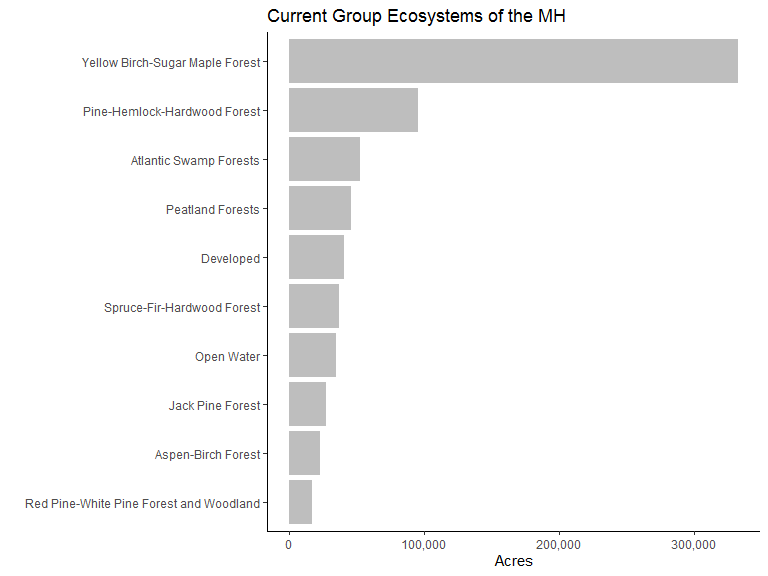 Current Group Ecosystems of the MH
Yellow Birch-Sugar Maple Forest
Pine-Hemlock-Hardwood Forest
Atlantic Swamp Forests
Peatland Forests
Developed
Spruce-Fir-Hardwood Forest
Open Water
Jack Pine Forest
Aspen-Birch Forest
Red Pine-White Pine Forest and Woodland
0 100,000 200,000 300,000
Acres